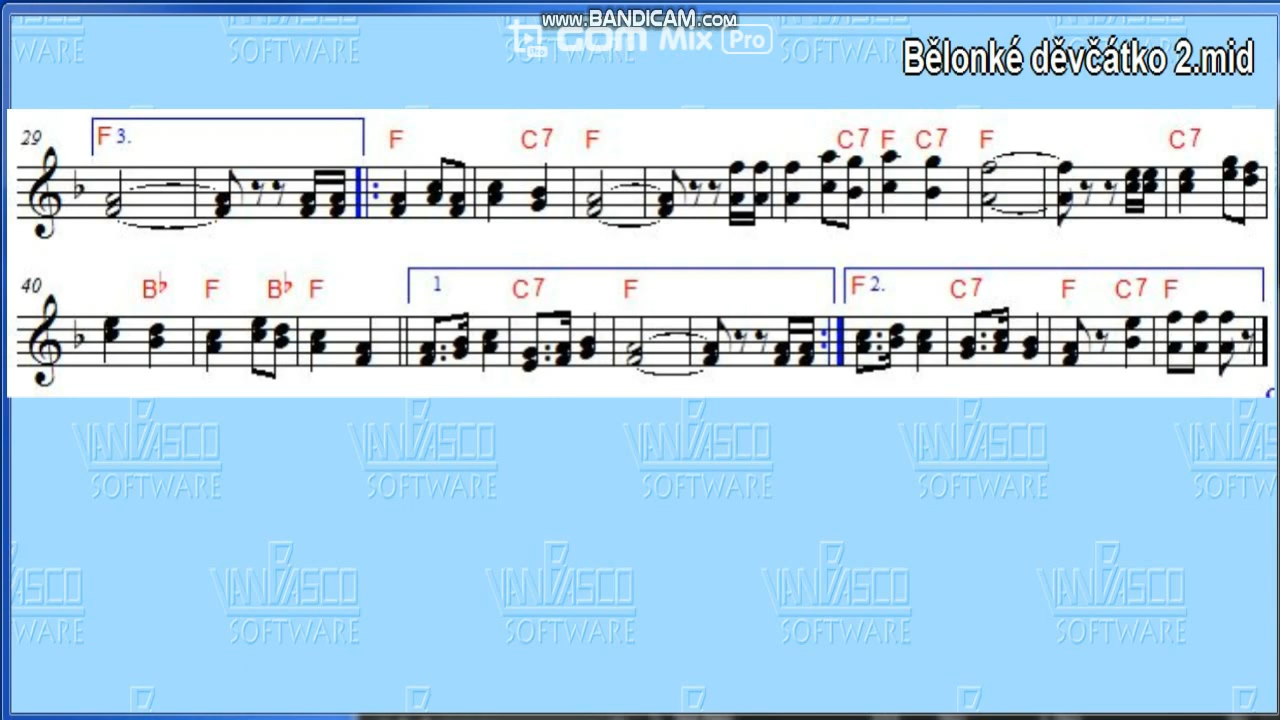 www.BANDICAM.com
GOM Mix Pro
Bělonké děvčátko 2.mid
29 F 3. F C7 F C7 F C7 F C7
40 B♭ F B♭ F 1 C7 F F 2. C7 F C7 F
VANBASCO SOFTWARE